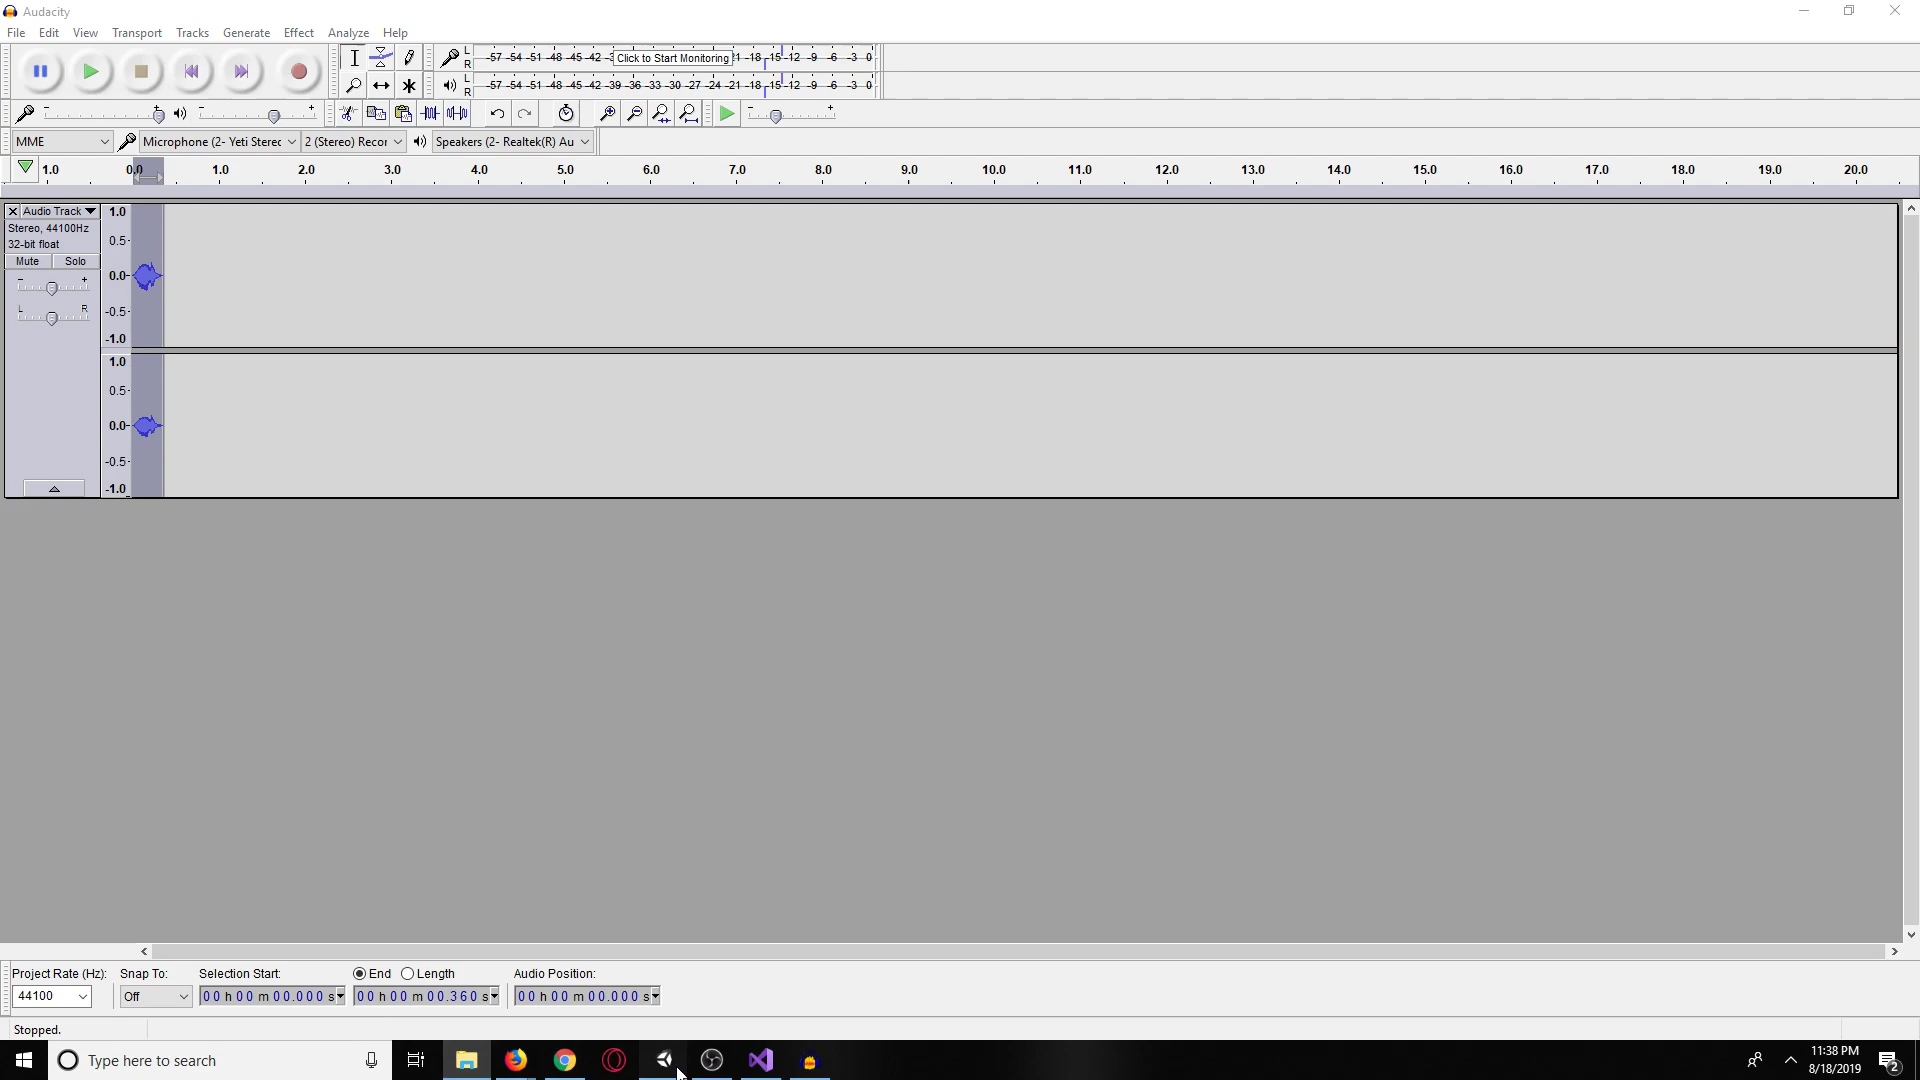 Audacity
File Edit View Transport Tracks Generate Effect Analyze Help
L
R
-57 -54 -51 -48 -45 -42 -3 Click to Start Monitoring 21 -18 -15 -12 -9 -6 -3 0
L
R
-57 -54 -51 -48 -45 -42 -39 -36 -33 -30 -27 -24 -21 -18 -15 -12 -9 -6 -3 0
MME Microphone (2- Yeti Sterec 2 (Stereo) Recor Speakers (2- Realtek(R) Au
1.0 0.0 1.0 2.0 3.0 4.0 5.0 6.0 7.0 8.0 9.0 10.0 11.0 12.0 13.0 14.0 15.0 16.0 17.0 18.0 19.0 20.0
Audio Track 1.0
Stereo, 44100Hz
32-bit float 0.5
Mute Solo
- + 0.0
L R -0.5
-1.0
1.0
0.5
0.0
-0.5
-1.0
Project Rate (Hz): Snap To: Selection Start: End Length Audio Position:
44100 Off 00 h 00 m 00.000 s 00 h 00 m 00.360 s 00 h 00 m 00.000 s
Stopped.
Type here to search
11:38 PM
8/18/2019
2